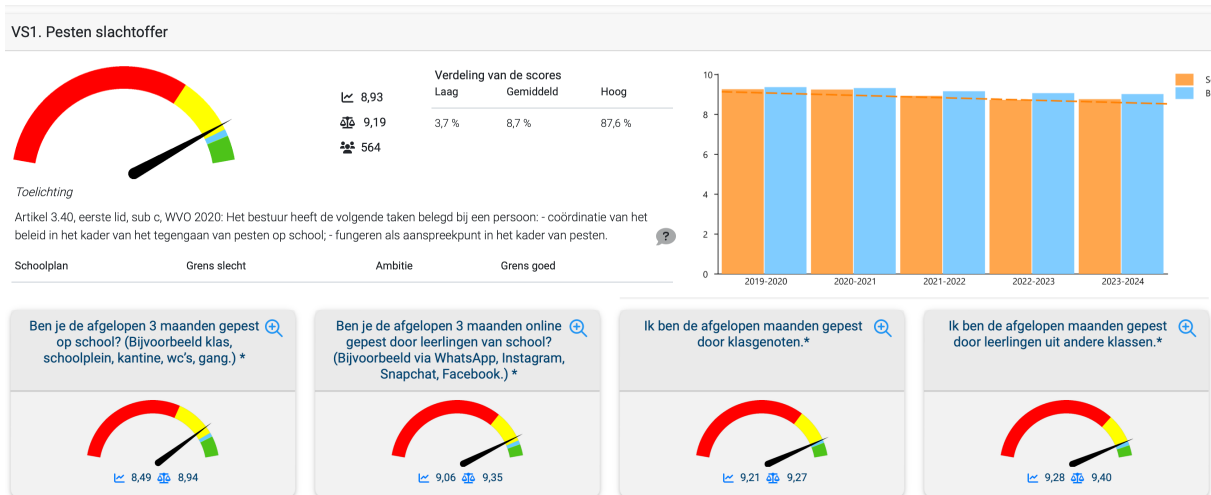 VS1. Pesten slachtoffer
8,93
9,19
564
Verdeling van de scores
Laag Gemiddeld Hoog
3,7 % 8,7 % 87,6 %
Toelichting
Artikel 3.40, eerste lid, sub c, WVO 2020: Het bestuur heeft de volgende taken belegd bij een persoon: - coördinatie van het
beleid in het kader van het tegengaan van pesten op school; - fungeren als aanspreekpunt in het kader van pesten.
?
Schoolplan Grens slecht Ambitie Grens goed
10
8
6
4
2
0
2019-2020 2020-2021 2021-2022 2022-2023 2023-2024
S
B
Ben je de afgelopen 3 maanden gepest
op school? (Bijvoorbeeld klas,
schoolplein, kantine, wc's, gang.) *
8,49 8,94
Ben je de afgelopen 3 maanden online
gepest door leerlingen van school?
(Bijvoorbeeld via WhatsApp, Instagram,
Snapchat, Facebook.) *
9,06 9,35
Ik ben de afgelopen maanden gepest
door klasgenoten.*
9,21 9,27
Ik ben de afgelopen maanden gepest
door leerlingen uit andere klassen.*
9,28 9,40